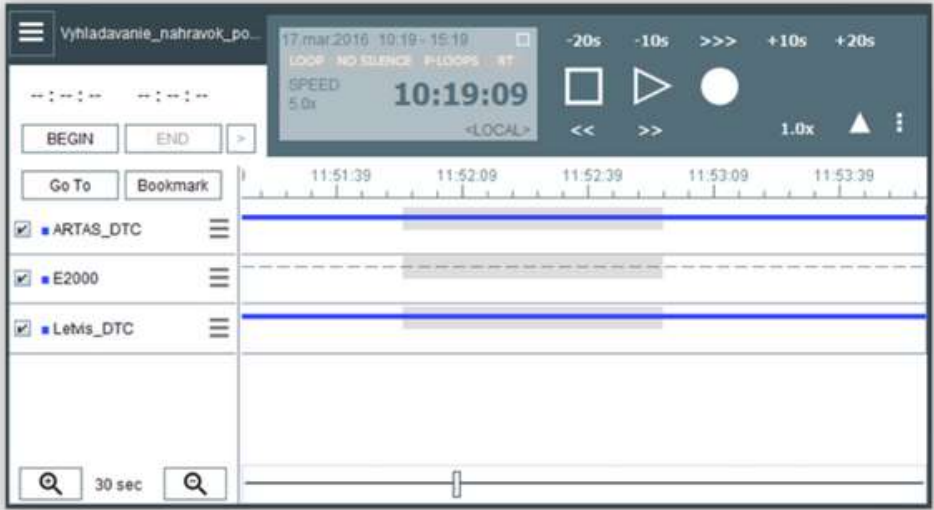 Vyhladavanie_nahravok_po...
17.mar.2016 10:19 - 15:19
LOOP NO SILENCE P-LOOPS RT
SPEED
5.0x
10:19:09
<LOCAL>
-20s -10s >>> +10s +20s
<< >> 1.0x
--:--:-- --:--:--
BEGIN END >
Go To Bookmark
11:51:39 11:52:09 11:52:39 11:53:09 11:53:39
ARTAS_DTC
E2000
Letvis_DTC
30 sec